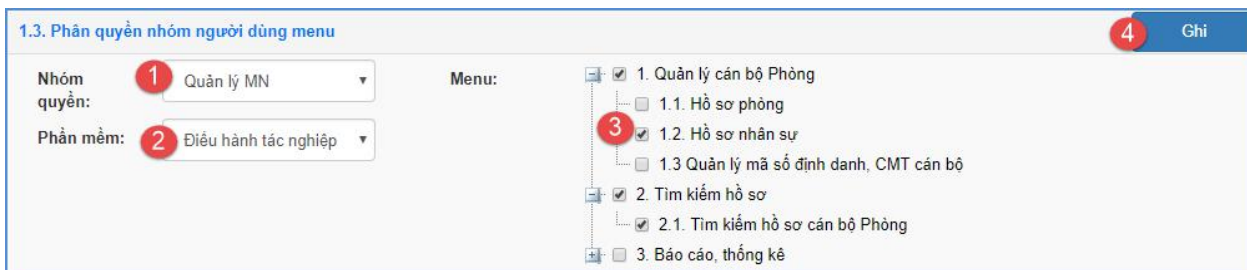 1.3. Phân quyền nhóm người dùng menu
4
Ghi
Nhóm quyền:
1
Quản lý MN
Phần mềm:
2
Điều hành tác nghiệp
Menu:
1. Quản lý cán bộ Phòng
1.1. Hồ sơ phòng
3
1.2. Hồ sơ nhân sự
1.3 Quản lý mã số định danh, CMT cán bộ
2. Tìm kiếm hồ sơ
2.1. Tìm kiếm hồ sơ cán bộ Phòng
3. Báo cáo, thống kê